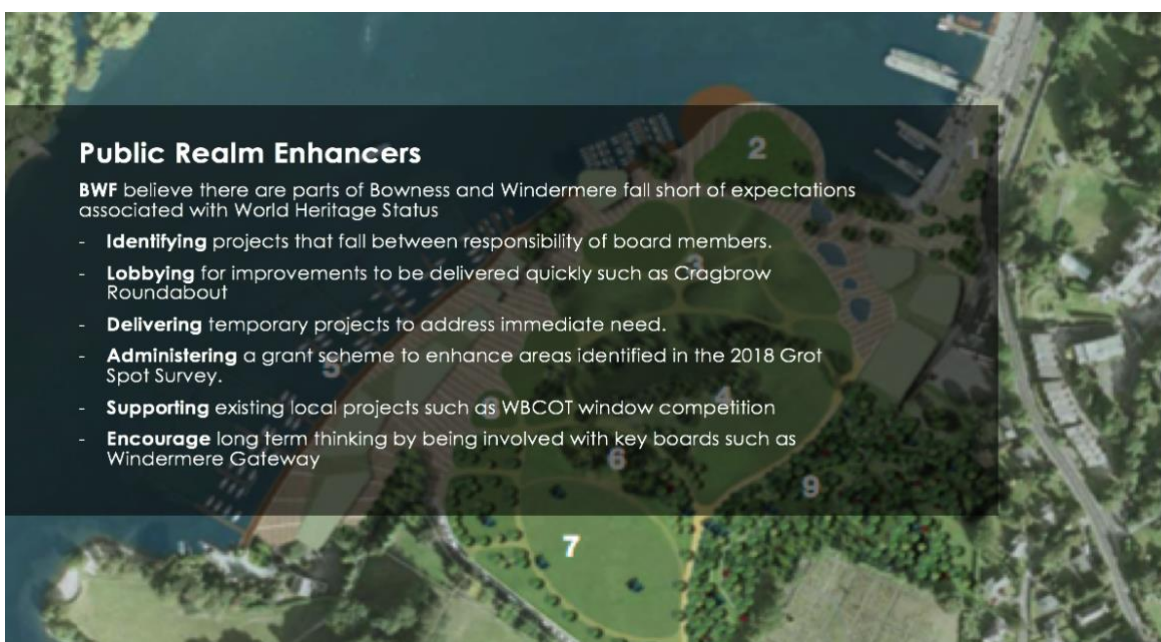 Public Realm Enhancers
BWF believe there are parts of Bowness and Windermere fall short of expectations
associated with World Heritage Status
- Identifying projects that fall between responsibility of board members.
- Lobbying for improvements to be delivered quickly such as Cragbrow
Roundabout
- Delivering temporary projects to address immediate need.
- Administering a grant scheme to enhance areas identified in the 2018 Grot
Spot Survey.
- Supporting existing local projects such as WBCOT window competition
- Encourage long term thinking by being involved with key boards such as
Windermere Gateway
1
2
3
4
5
6
9
7